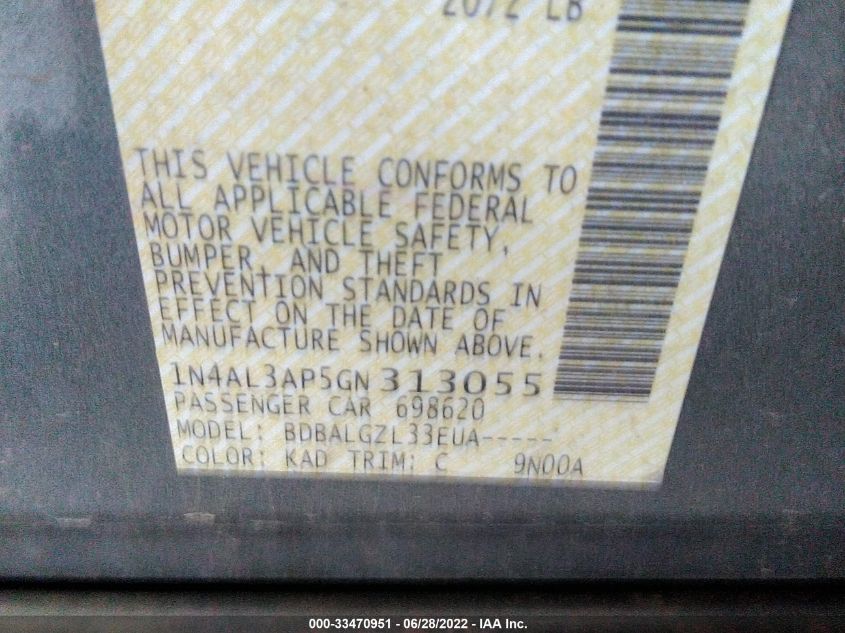 2072 LB
THIS VEHICLE CONFORMS TO
ALL APPLICABLE FEDERAL
MOTOR VEHICLE SAFETY,
BUMPER, AND THEFT
PREVENTION STANDARDS IN
EFFECT ON THE DATE OF
MANUFACTURE SHOWN ABOVE.
1N4AL3AP5GN313055
PASSENGER CAR 698620
MODEL: BDBALGZL33EUA-----
COLOR: KAD TRIM: C 9N00A
000-33470951 - 06/28/2022 - IAA Inc.